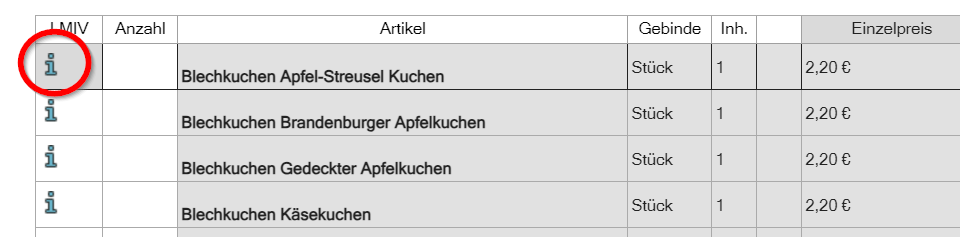 LMIV Anzahl Artikel Gebinde Inh. Einzelpreis
i Blechkuchen Apfel-Streusel Kuchen Stück 1 2,20 €
i Blechkuchen Brandenburger Apfelkuchen Stück 1 2,20 €
i Blechkuchen Gedeckter Apfelkuchen Stück 1 2,20 €
i Blechkuchen Käsekuchen Stück 1 2,20 €